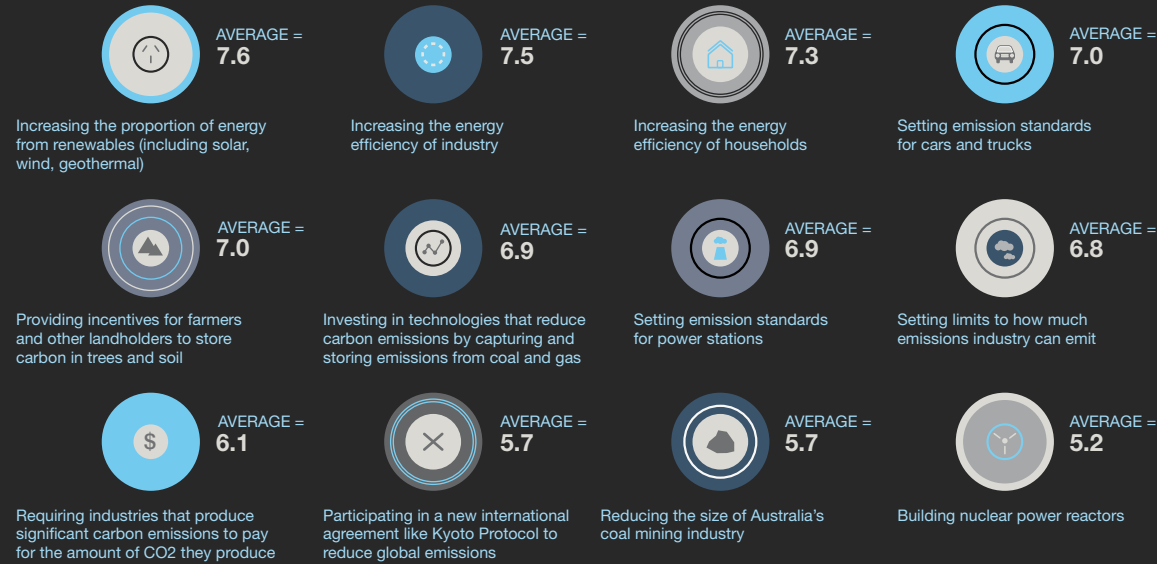 AVERAGE =
7.6
Increasing the proportion of energy
from renewables (including solar,
wind, geothermal)
AVERAGE =
7.5
Increasing the energy
efficiency of industry
AVERAGE =
7.3
Increasing the energy
efficiency of households
AVERAGE =
7.0
Setting emission standards
for cars and trucks
AVERAGE =
7.0
Providing incentives for farmers
and other landholders to store
carbon in trees and soil
AVERAGE =
6.9
Investing in technologies that reduce
carbon emissions by capturing and
storing emissions from coal and gas
AVERAGE =
6.9
Setting emission standards
for power stations
AVERAGE =
6.8
Setting limits to how much
emissions industry can emit
$
AVERAGE =
6.1
Requiring industries that produce
significant carbon emissions to pay
for the amount of CO2 they produce
AVERAGE =
5.7
Participating in a new international
agreement like Kyoto Protocol to
reduce global emissions
AVERAGE =
5.7
Reducing the size of Australia's
coal mining industry
AVERAGE =
5.2
Building nuclear power reactors